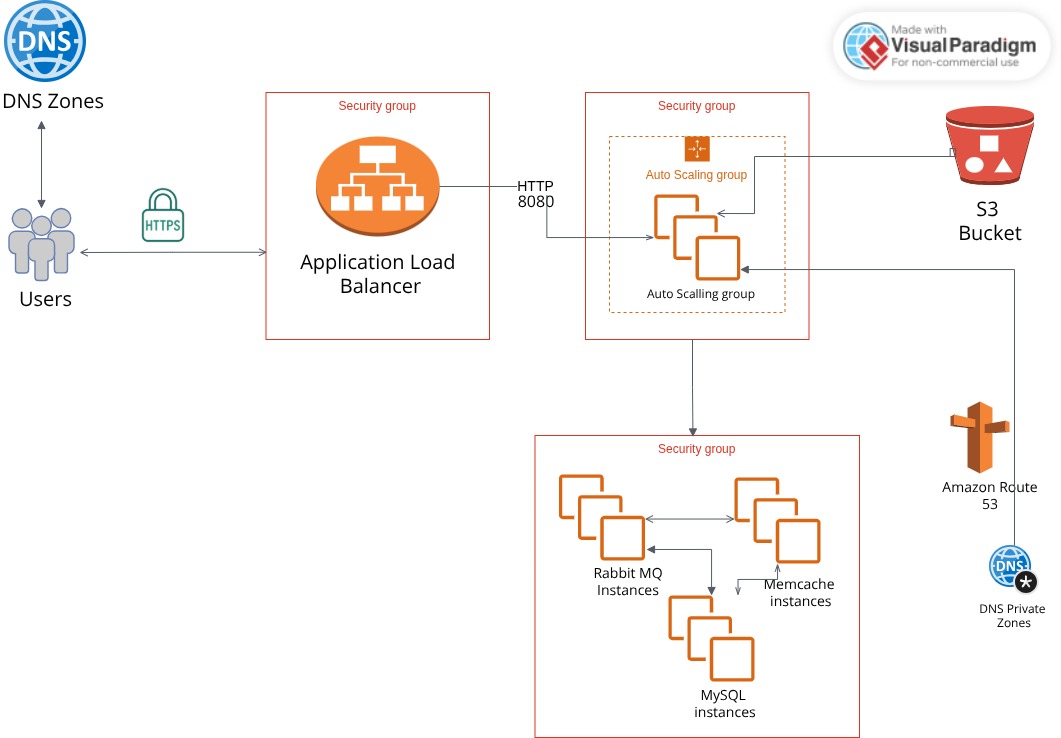 DNS
DNS Zones
HTTPS
Users
Security group
Application Load
Balancer
HTTP
8080
Security group
Auto Scaling group
Auto Scalling group
Made with
Visual Paradigm
For non-commercial use
S3
Bucket
Amazon Route
53
DNS
*
DNS Private
Zones
Security group
Rabbit MQ
Instances
Memcache
instances
MySQL
instances